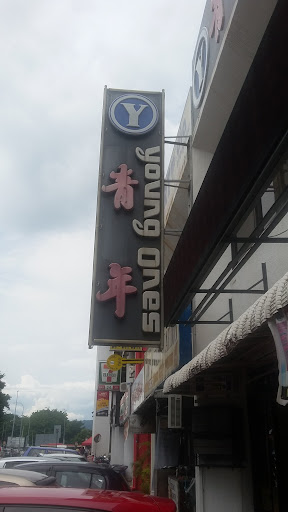 Y
young Ones
青年